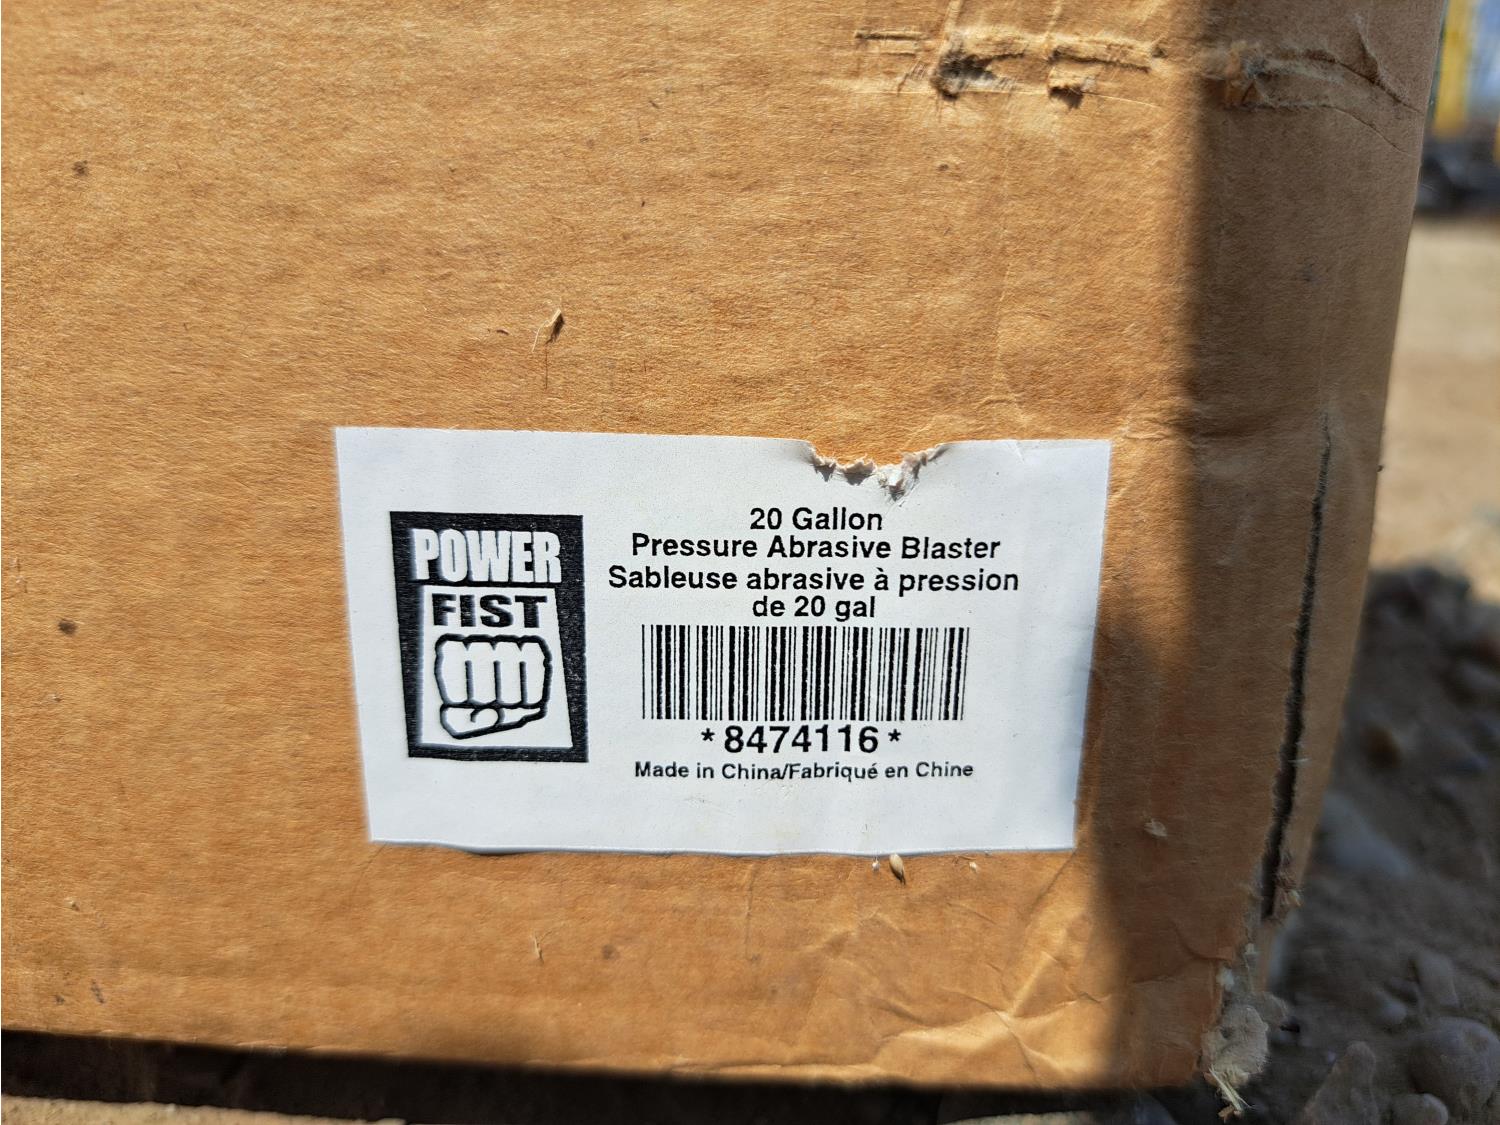 POWER
FIST
20 Gallon
Pressure Abrasive Blaster
Sableuse abrasive à pression
de 20 gal
*8474116*
Made in China/Fabriqué en Chine